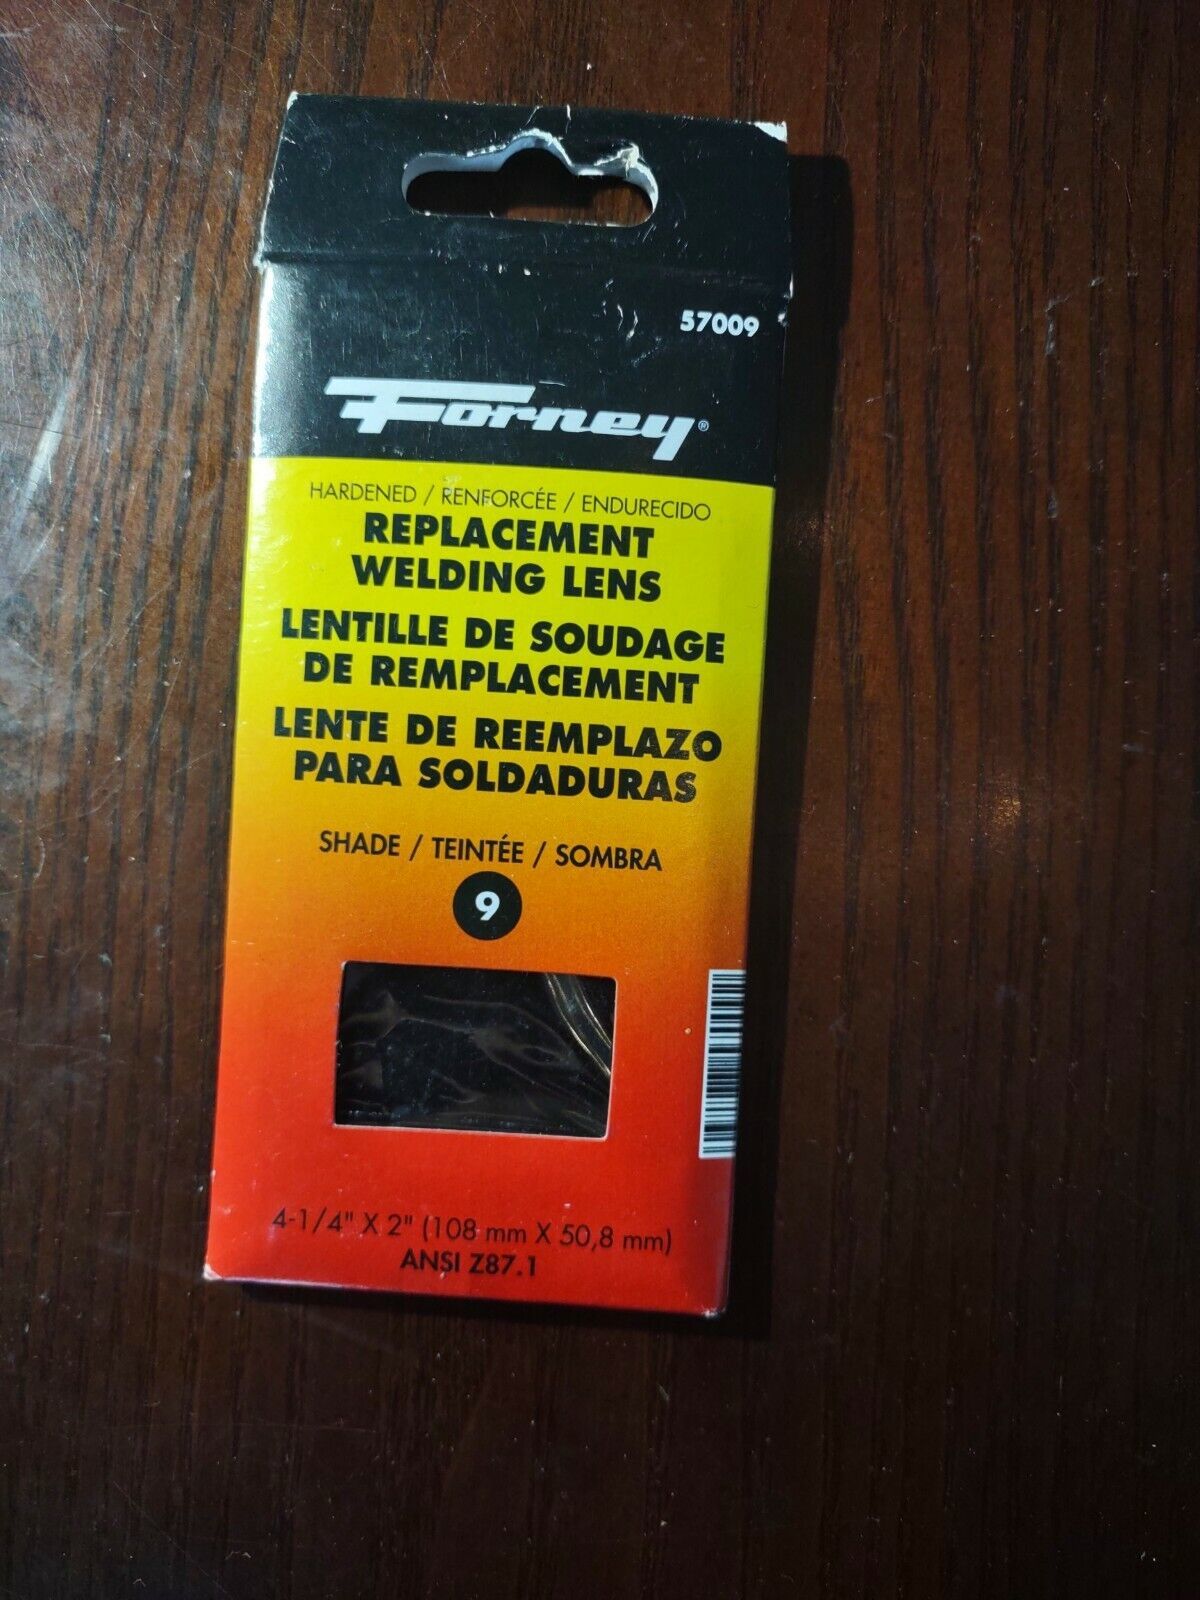 57009
Forney®
HARDENED / RENFORCÉE / ENDURECIDO
REPLACEMENT
WELDING LENS
LENTILLE DE SOUDAGE
DE REMPLACEMENT
LENTE DE REEMPLAZO
PARA SOLDADURAS
SHADE / TEINTÉE / SOMBRA
9
4-1/4" X 2" (108 mm X 50,8 mm)
ANSI Z87.1